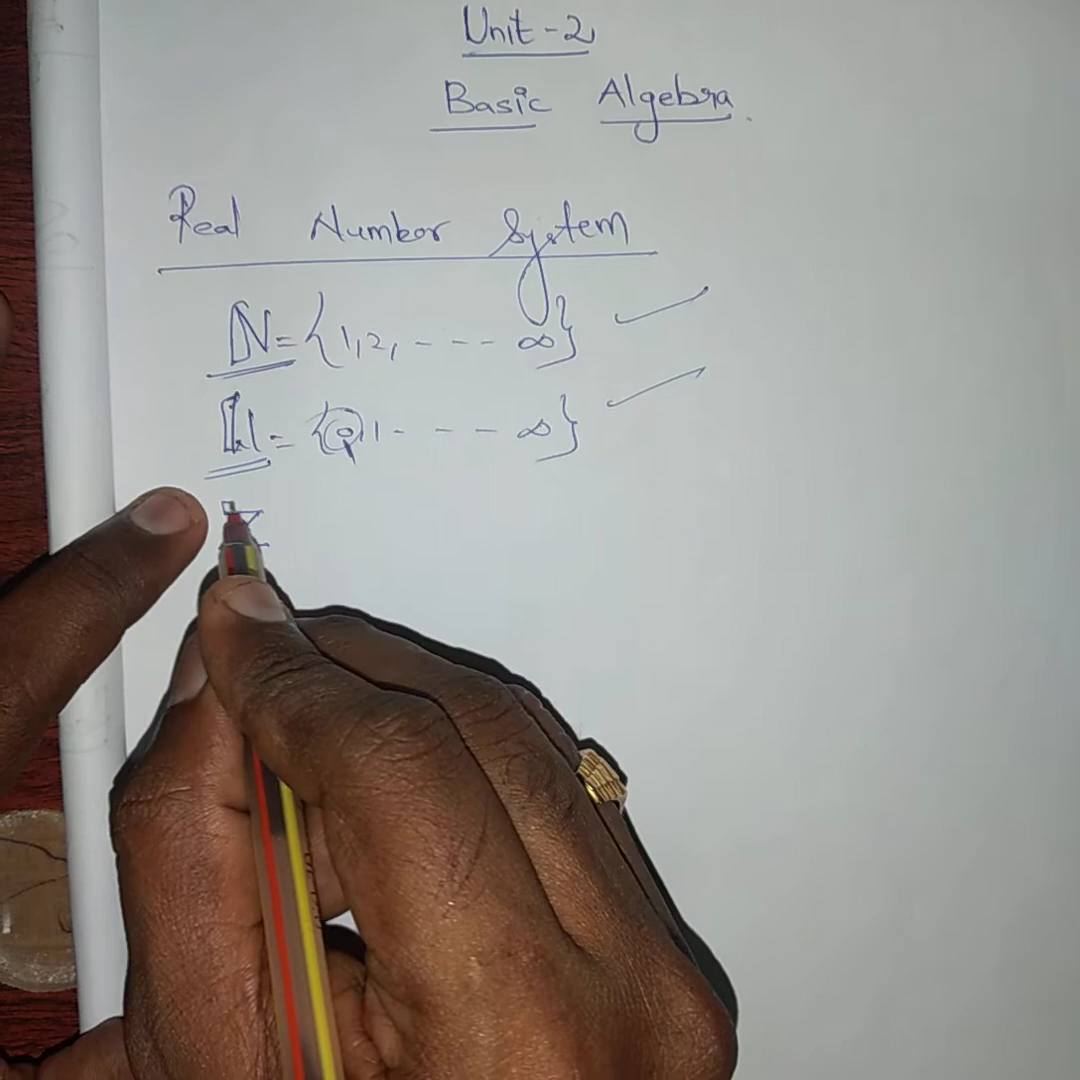 Unit-2
Basic Algebra.
Real Number System
N = {1,2, - - - - ∞} ✓
W = {0,1 - - - - ∞} ✓
Z